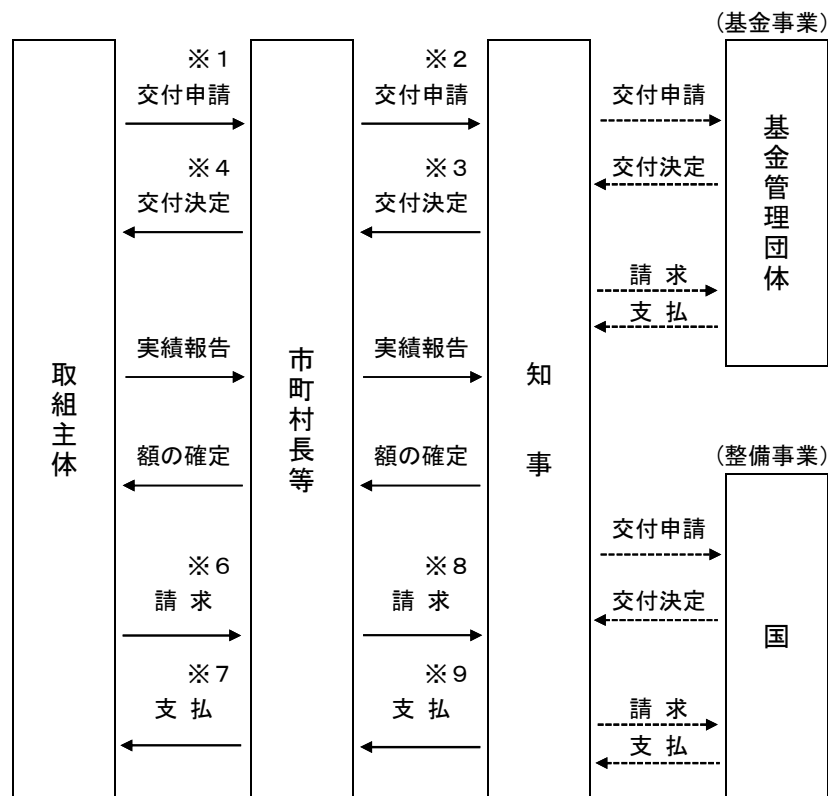 (基金事業)
※1
※2
交付申請
交付申請
交付申請
※4
※3
交付決定
交付決定
交付決定
請 求
支 払
基金管理団体
実績報告
実績報告
取組主体
市町村長等
知 事
額の確定
額の確定
(整備事業)
交付申請
※6
※8
請 求
請 求
交付決定
国
※7
※9
支 払
支 払
請 求
支 払